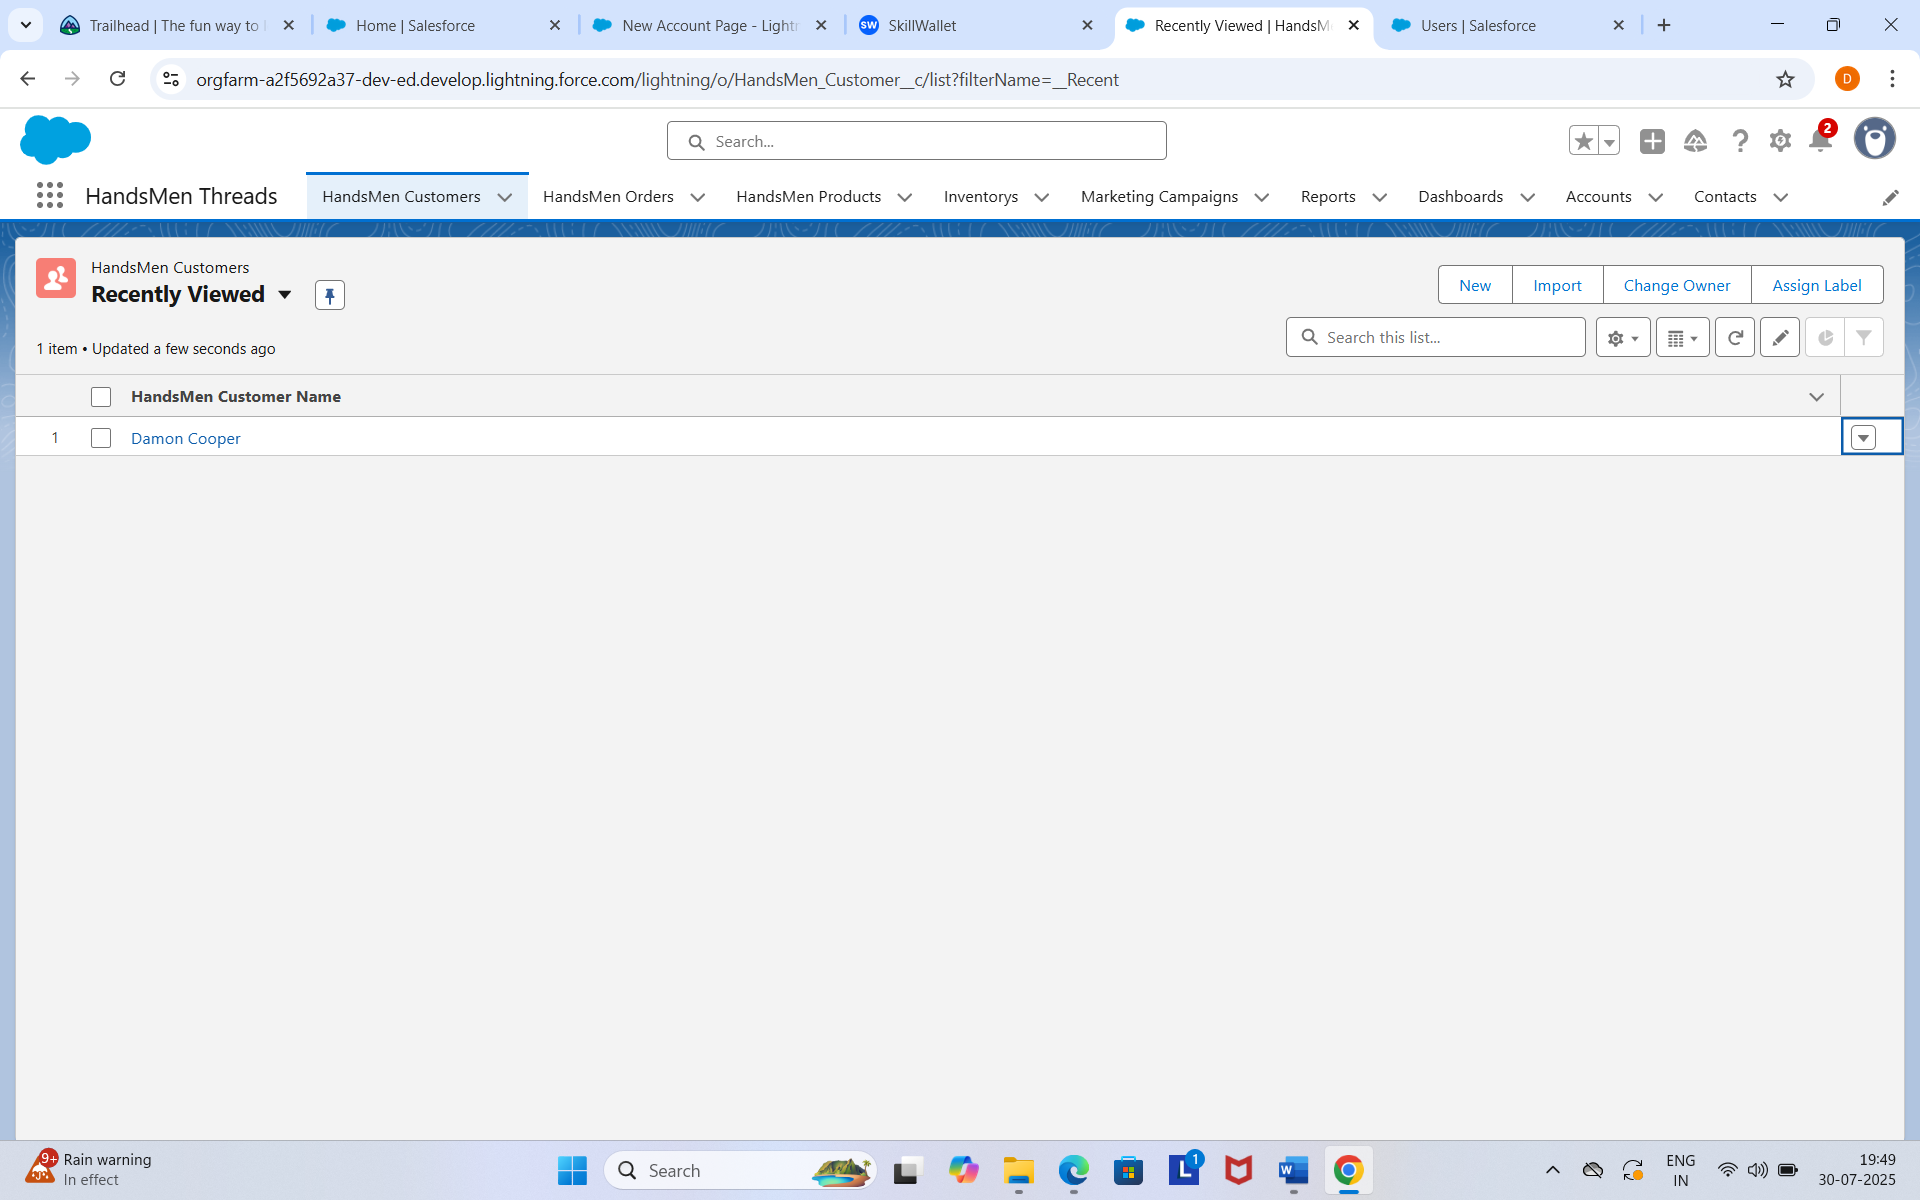 Trailhead | The fun way to
Home | Salesforce
New Account Page - Light
SW
SkillWallet
Recently Viewed | HandsM
Users | Salesforce
orgfarm-a2f5692a37-dev-ed.develop.lightning.force.com/lightning/o/HandsMen_Customer__c/list?filterName=__Recent
D
Search...
2
HandsMen Threads
HandsMen Customers
HandsMen Orders
HandsMen Products
Inventorys
Marketing Campaigns
Reports
Dashboards
Accounts
Contacts
HandsMen Customers
Recently Viewed
New
Import
Change Owner
Assign Label
1 item • Updated a few seconds ago
Search this list...
HandsMen Customer Name
1
Damon Cooper
9+
Rain warning
In effect
Search
L
1
W
ENG
IN
19:49
30-07-2025